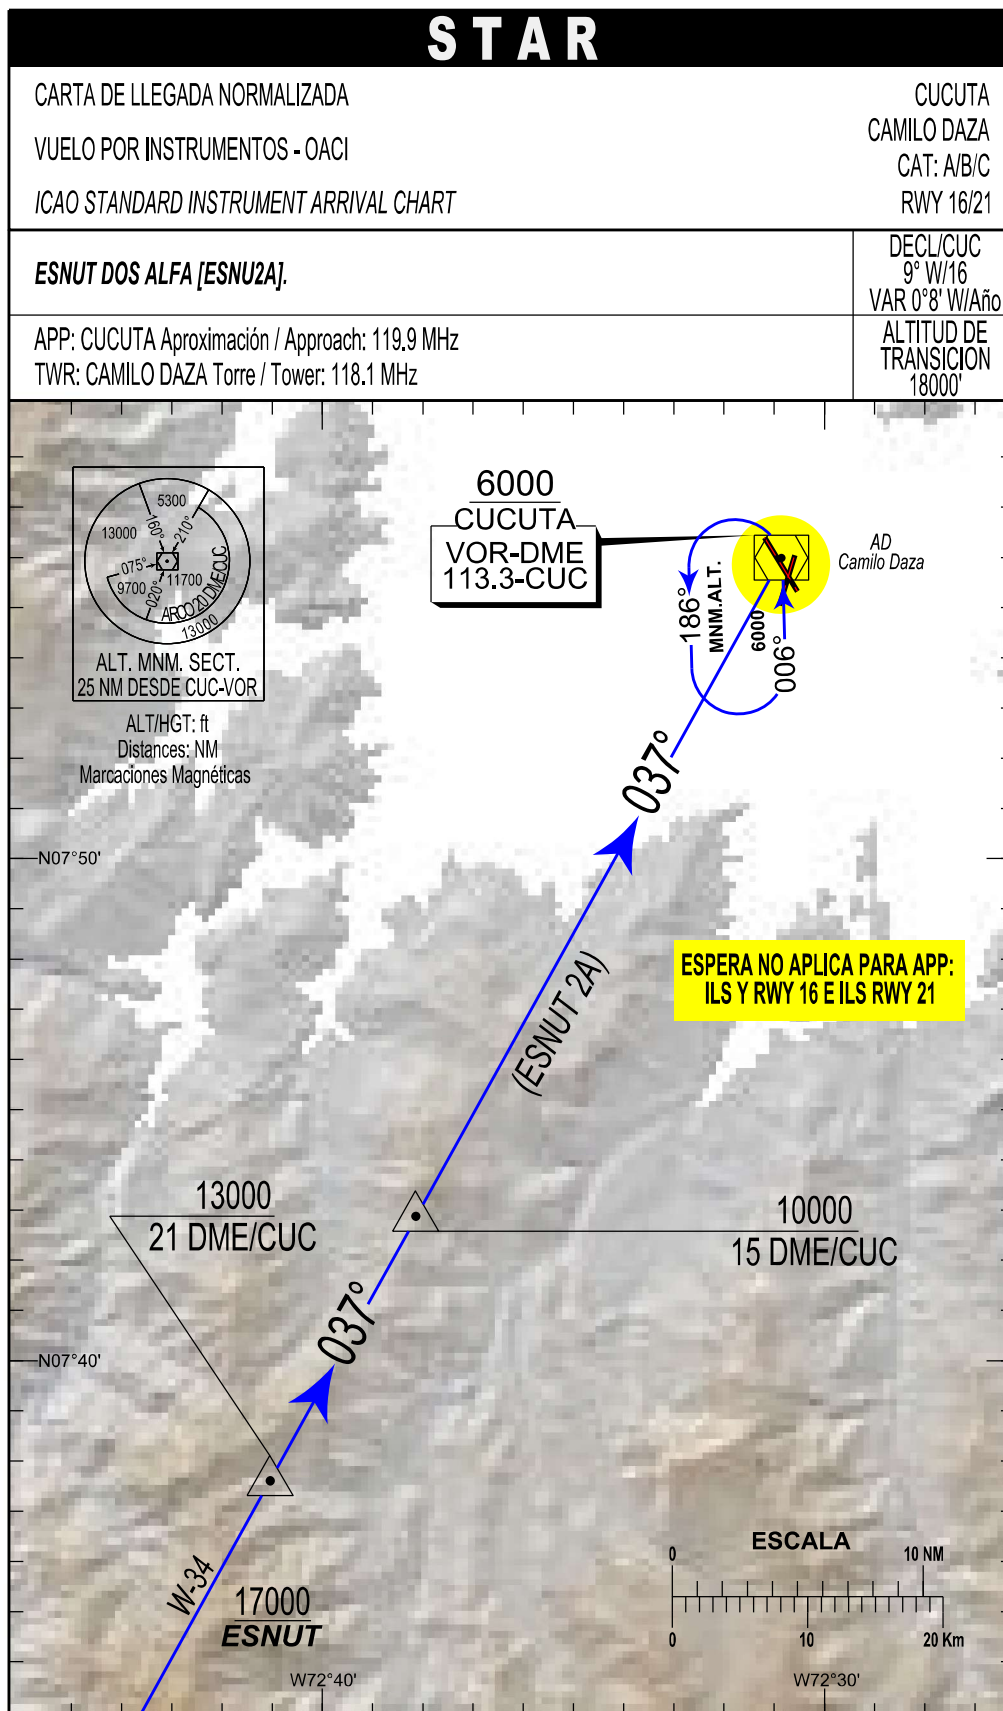 STAR
CARTA DE LLEGADA NORMALIZADA
VUELO POR INSTRUMENTOS - OACI
ICAO STANDARD INSTRUMENT ARRIVAL CHART
CUCUTA
CAMILO DAZA
CAT: A/B/C
RWY 16/21
ESNUT DOS ALFA [ESNU2A].
DECL/CUC
9° W/16
VAR 0°8' W/Año
APP: CUCUTA Aproximación / Approach: 119.9 MHz
TWR: CAMILO DAZA Torre / Tower: 118.1 MHz
ALTITUD DE
TRANSICION
18000'
5300
13000
160°
210°
075°
9700
11700
020°
ARCO 20 DME/CUC
13000
ALT. MNM. SECT.
25 NM DESDE CUC-VOR
ALT/HGT: ft
Distances: NM
Marcaciones Magnéticas
6000
CUCUTA
VOR-DME
113.3-CUC
AD
Camilo Daza
186°
MNM.ALT.
6000
006°
037°
N07°50'
ESPERA NO APLICA PARA APP:
ILS Y RWY 16 E ILS RWY 21
(ESNUT 2A)
13000
21 DME/CUC
10000
15 DME/CUC
037°
N07°40'
W-34
17000
ESNUT
ESCALA
0 10 NM
0 10 20 Km
W72°40'
W72°30'